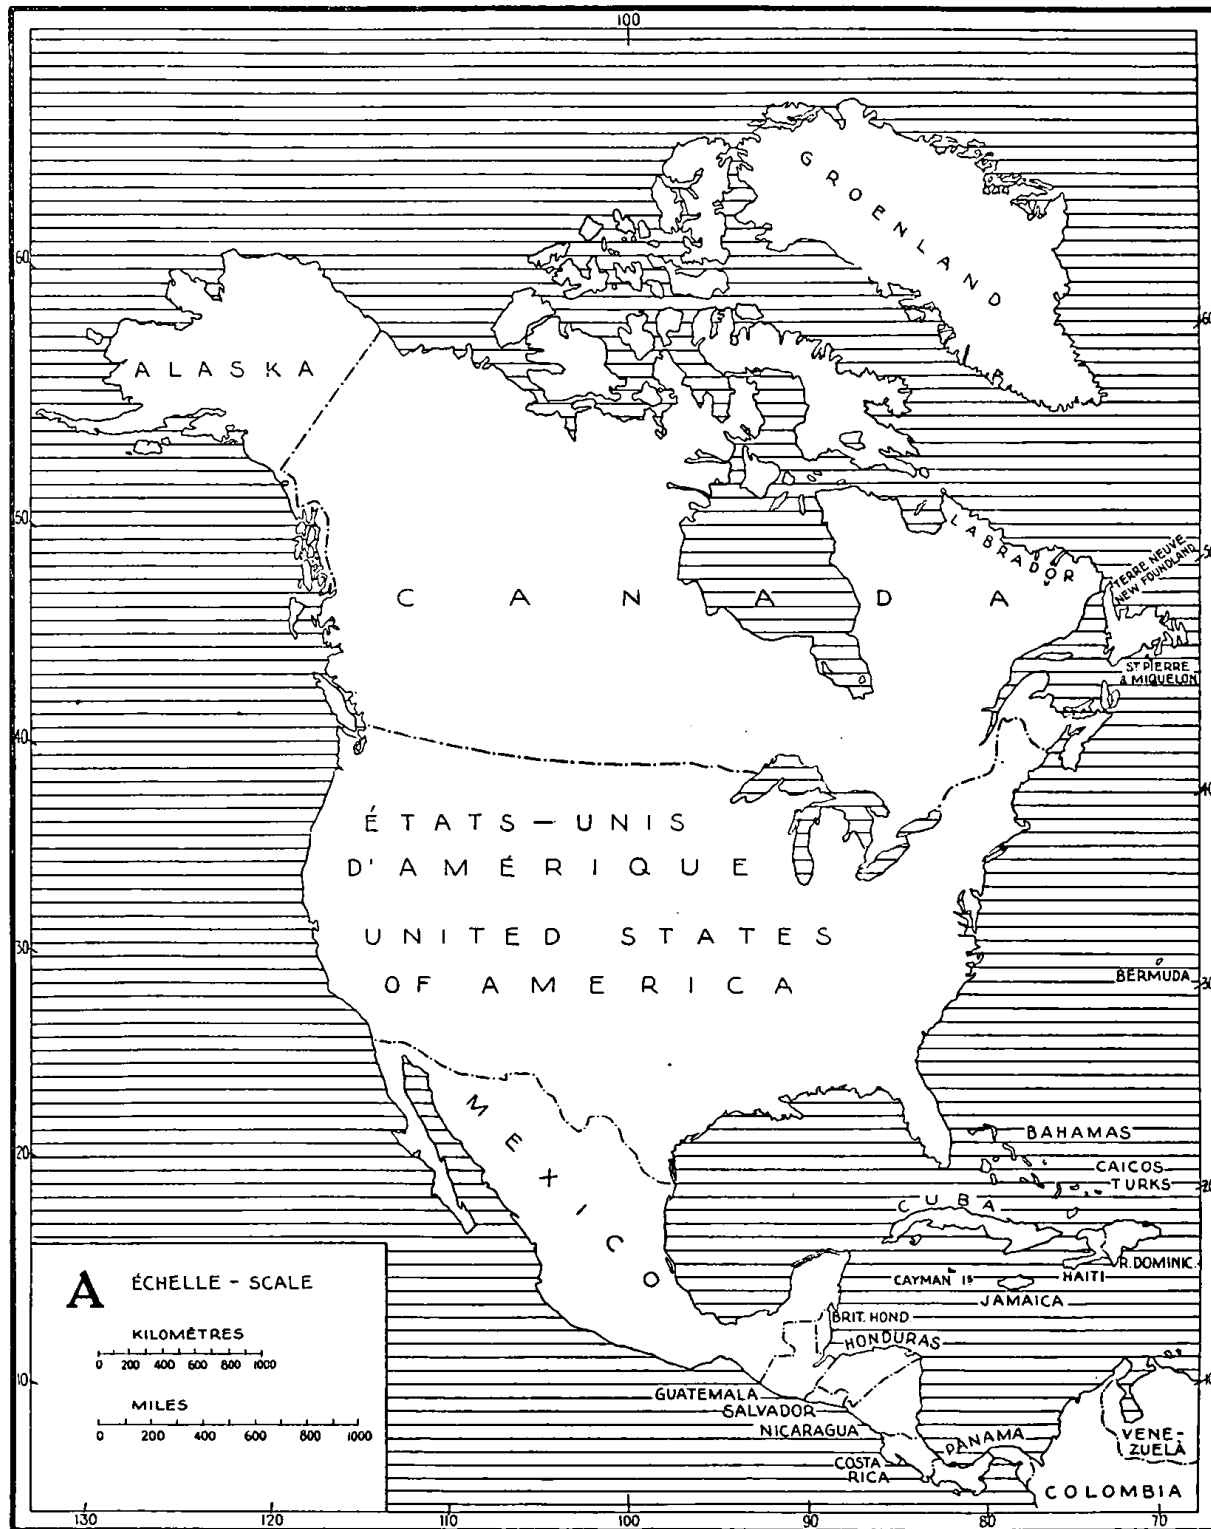 100
GROENLAND
60
60
ALASKA
50
LABRADOR
50
TERRE NEUVE
NEW FOUNDLAND
CANADA
ST PIERRE
& MIQUELON
40
40
ÉTATS-UNIS
D'AMÉRIQUE
UNITED STATES
OF AMERICA
30
BERMUDA
30
MEXICO
BAHAMAS
20
CAICOS
TURKS
20
CUBA
R. DOMINIC.
HAITI
CAYMAN IS
JAMAICA
A ÉCHELLE - SCALE
BRIT. HOND.
HONDURAS
KILOMÈTRES
0 200 400 600 800 1000
10
10
GUATEMALA
SALVADOR
NICARAGUA
MILES
0 200 400 600 800 1000
PANAMA
VENE-
ZUELA
COSTA
RICA
COLOMBIA
130 120 110 100 90 80 70